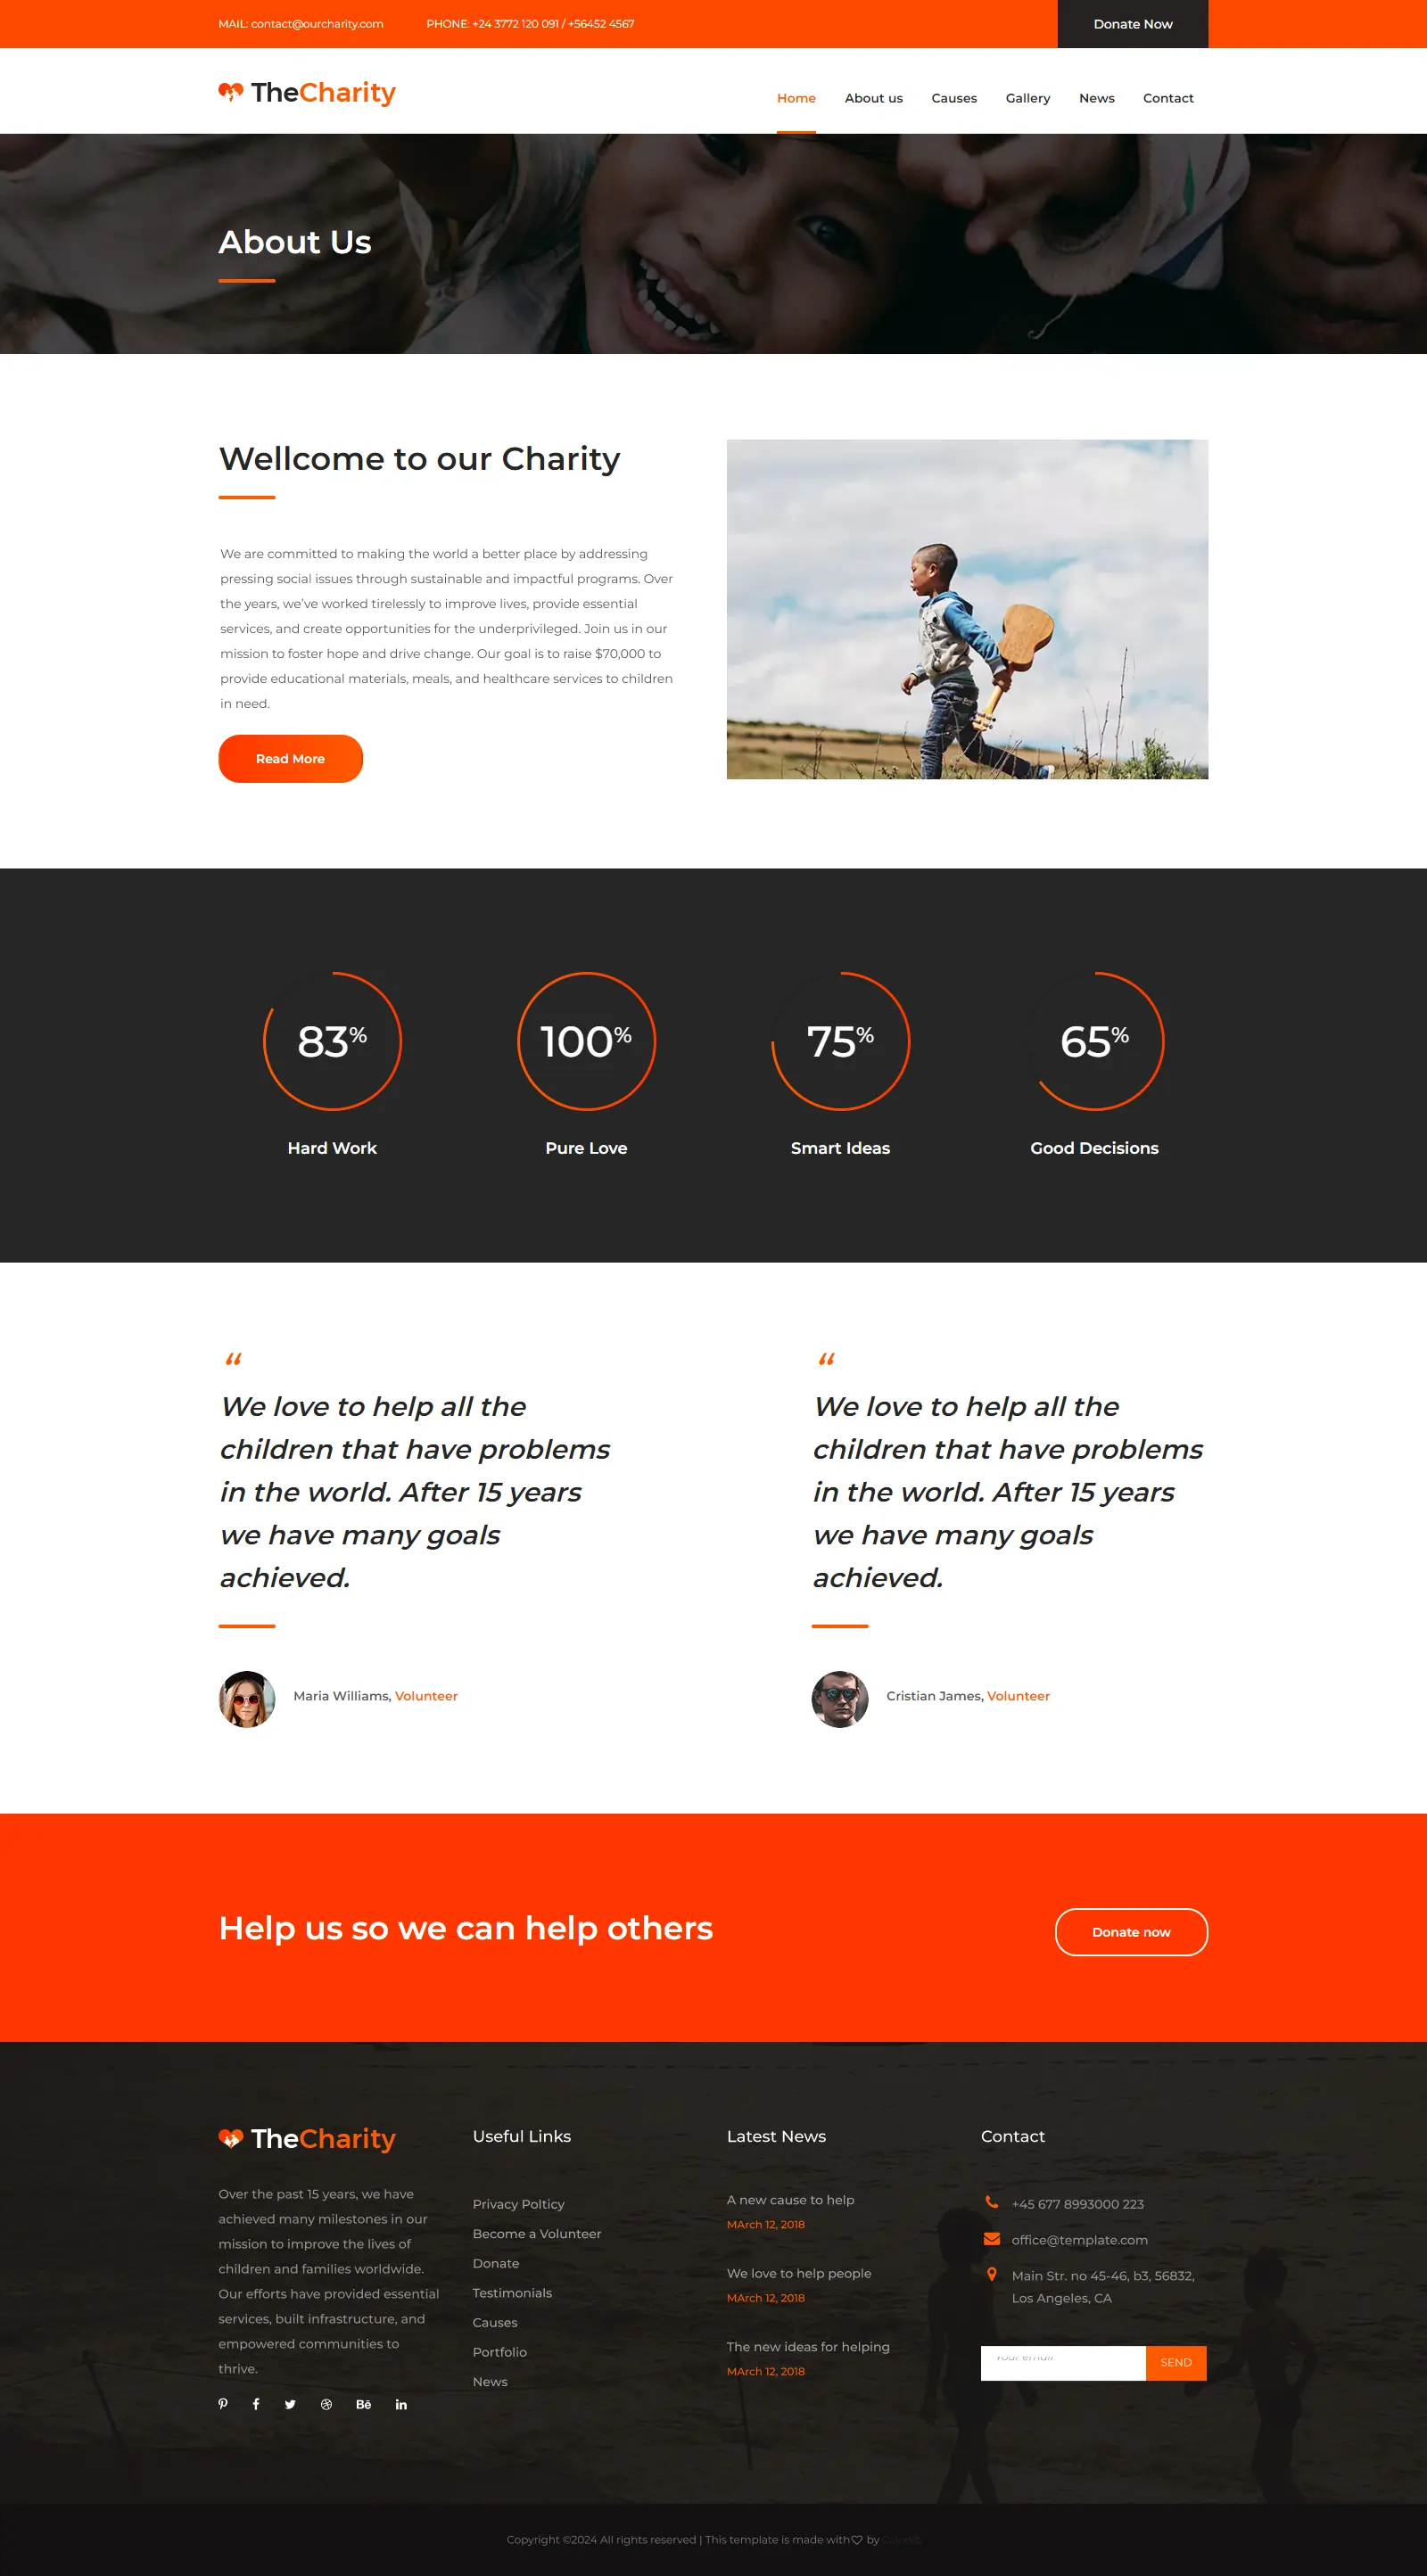 MAIL: contact@ourcharity.com
PHONE: +24 3772 120 091 / +56452 4567
Donate Now
TheCharity
Home
About us
Causes
Gallery
News
Contact
About Us
Wellcome to our Charity
We are committed to making the world a better place by addressing
pressing social issues through sustainable and impactful programs. Over
the years, we’ve worked tirelessly to improve lives, provide essential
services, and create opportunities for the underprivileged. Join us in our
mission to foster hope and drive change. Our goal is to raise $70,000 to
provide educational materials, meals, and healthcare services to children
in need.
Read More
83%
Hard Work
100%
Pure Love
75%
Smart Ideas
65%
Good Decisions
“
We love to help all the
children that have problems
in the world. After 15 years
we have many goals
achieved.
Maria Williams, Volunteer
“
We love to help all the
children that have problems
in the world. After 15 years
we have many goals
achieved.
Cristian James, Volunteer
Help us so we can help others
Donate now
TheCharity
Over the past 15 years, we have
achieved many milestones in our
mission to improve the lives of
children and families worldwide.
Our efforts have provided essential
services, built infrastructure, and
empowered communities to
thrive.
Useful Links
Privacy Polticy
Become a Volunteer
Donate
Testimonials
Causes
Portfolio
News
Latest News
A new cause to help
MArch 12, 2018
We love to help people
MArch 12, 2018
The new ideas for helping
MArch 12, 2018
Contact
+45 677 8993000 223
office@template.com
Main Str. no 45-46, b3, 56832,
Los Angeles, CA
Your email
SEND
Copyright ©2024 All rights reserved | This template is made with by